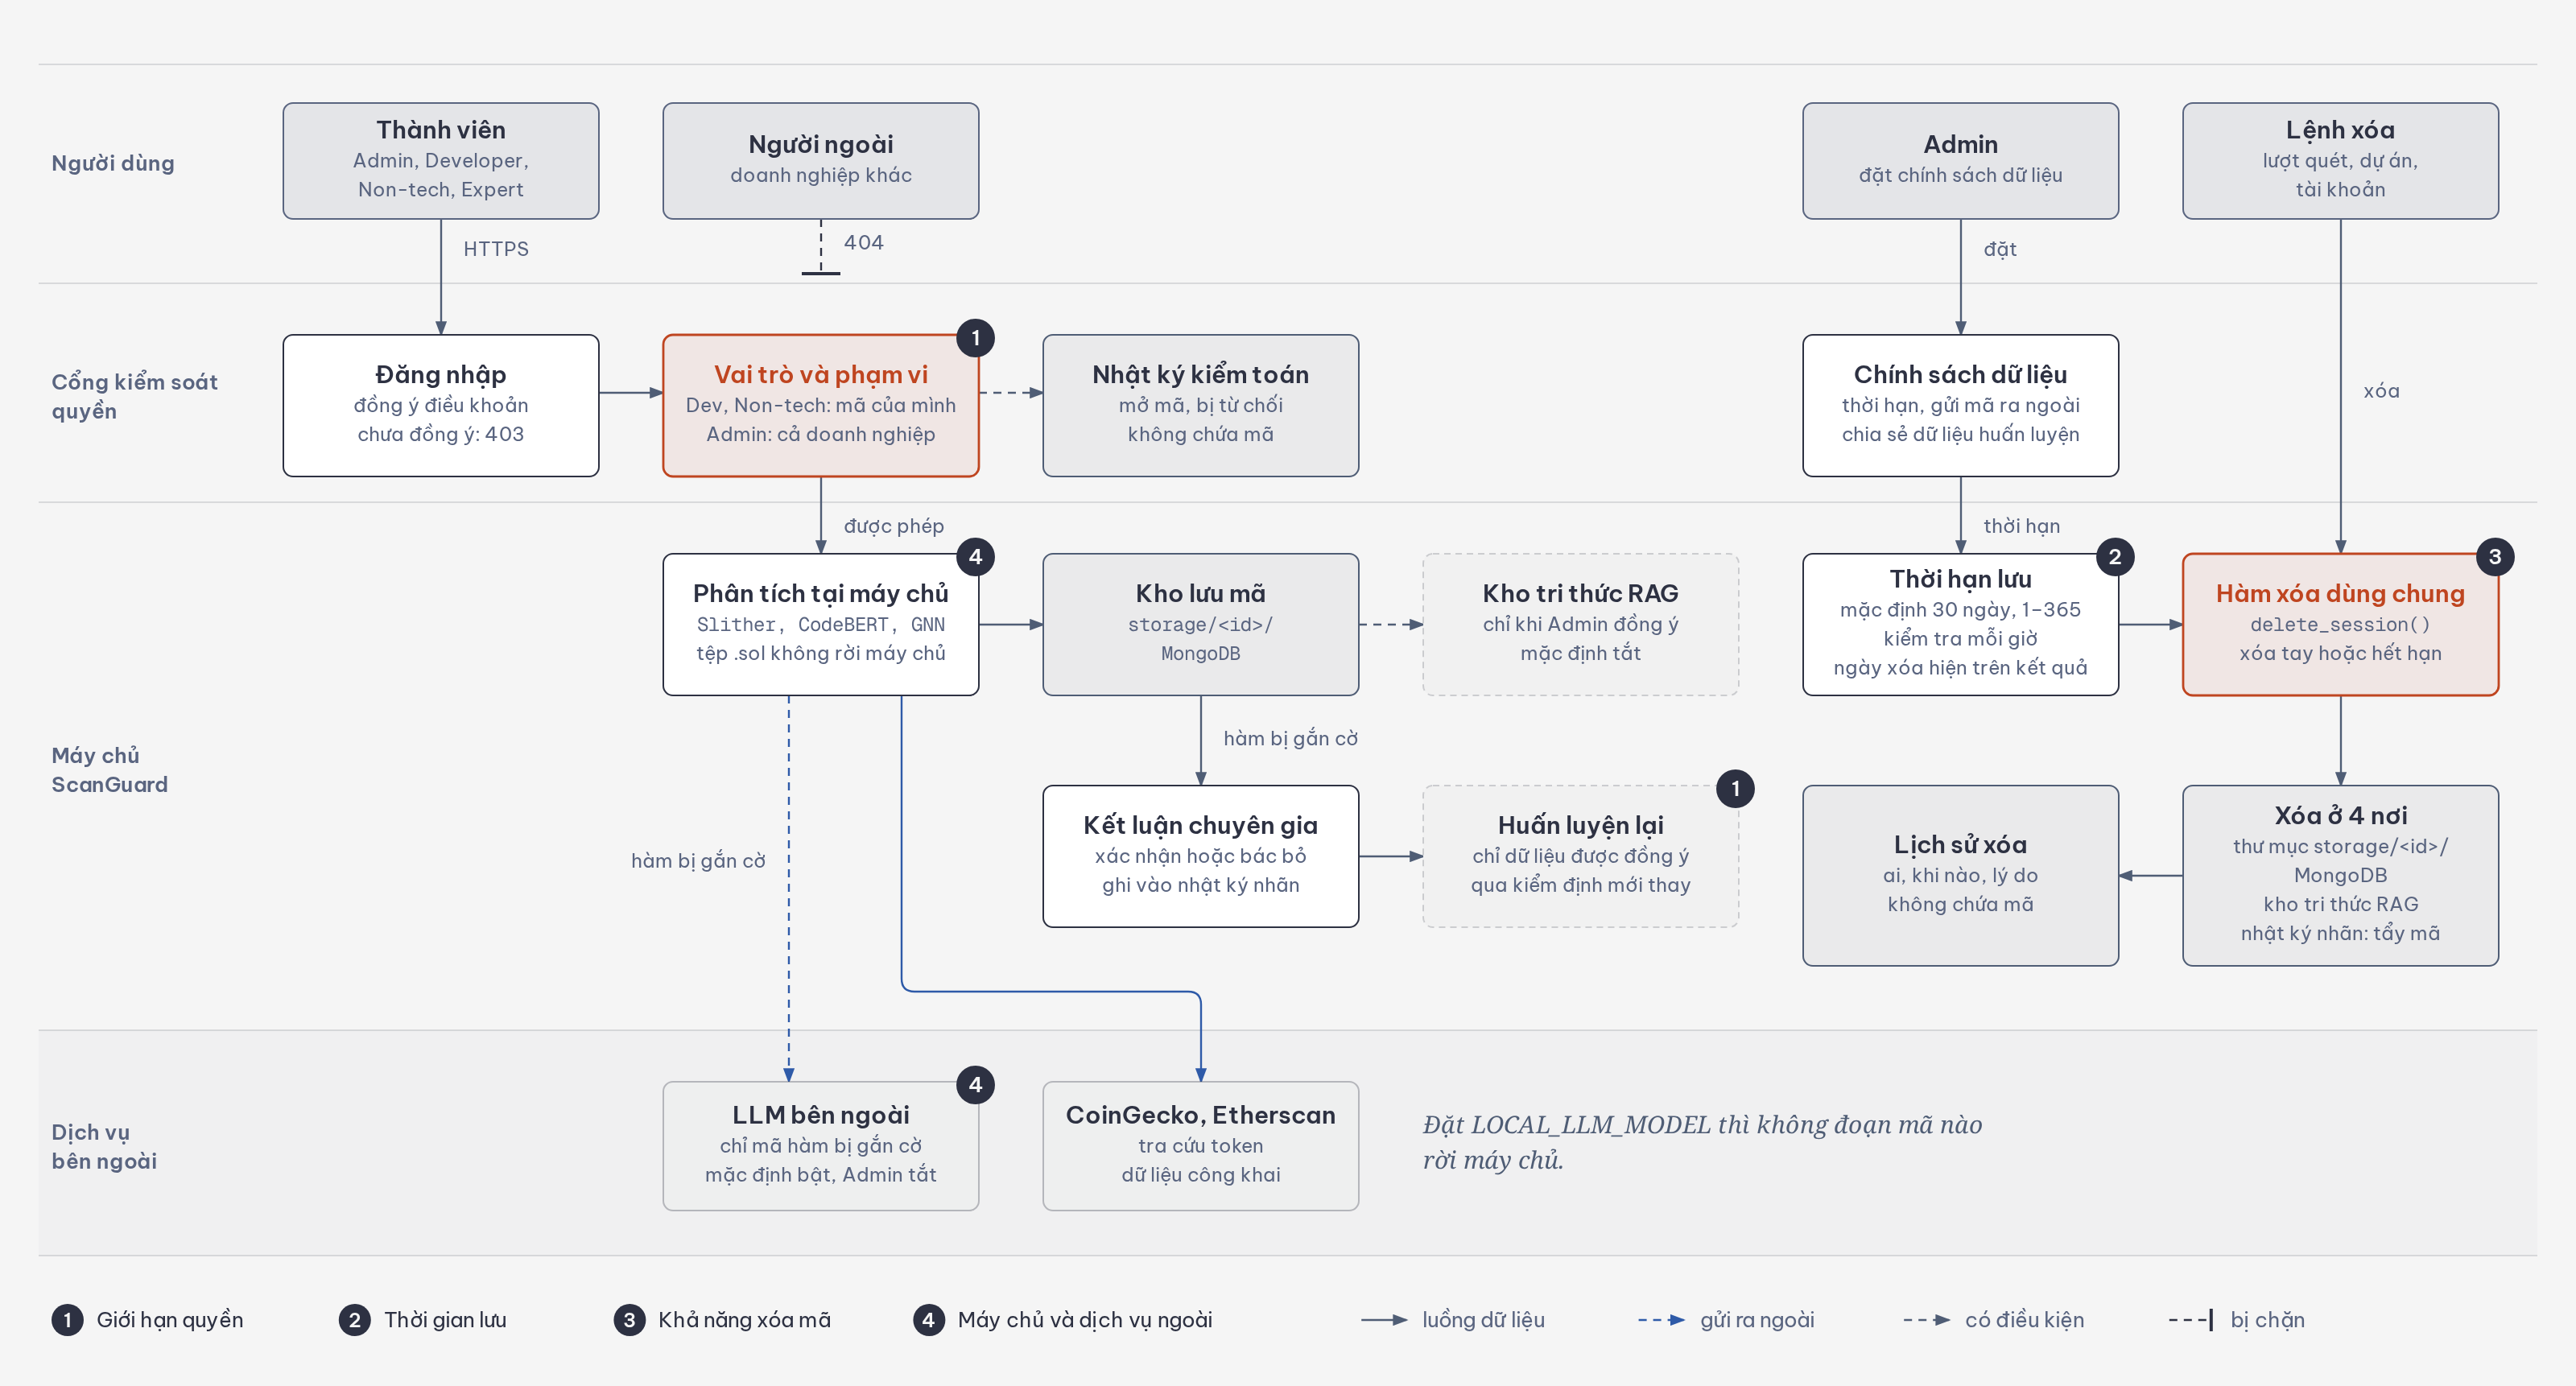 Người dùng
Thành viên
Admin, Developer,
Non-tech, Expert
Người ngoài
doanh nghiệp khác
Admin
đặt chính sách dữ liệu
Lệnh xóa
lượt quét, dự án,
tài khoản
HTTPS
404
đặt
xóa
Cổng kiểm soát
quyền
Đăng nhập
đồng ý điều khoản
chưa đồng ý: 403
1
Vai trò và phạm vi
Dev, Non-tech: mã của mình
Admin: cả doanh nghiệp
Nhật ký kiểm toán
mở mã, bị từ chối
không chứa mã
Chính sách dữ liệu
thời hạn, gửi mã ra ngoài
chia sẻ dữ liệu huấn luyện
được phép
thời hạn
Máy chủ
ScanGuard
4
Phân tích tại máy chủ
Slither, CodeBERT, GNN
tệp .sol không rời máy chủ
Kho lưu mã
storage/<id>/
MongoDB
Kho tri thức RAG
chỉ khi Admin đồng ý
mặc định tắt
2
Thời hạn lưu
mặc định 30 ngày, 1–365
kiểm tra mỗi giờ
ngày xóa hiện trên kết quả
3
Hàm xóa dùng chung
delete_session()
xóa tay hoặc hết hạn
hàm bị gắn cờ
hàm bị gắn cờ
Kết luận chuyên gia
xác nhận hoặc bác bỏ
ghi vào nhật ký nhãn
1
Huấn luyện lại
chỉ dữ liệu được đồng ý
qua kiểm định mới thay
Lịch sử xóa
ai, khi nào, lý do
không chứa mã
Xóa ở 4 nơi
thư mục storage/<id>/
MongoDB
kho tri thức RAG
nhật ký nhãn: tẩy mã
Dịch vụ
bên ngoài
4
LLM bên ngoài
chỉ mã hàm bị gắn cờ
mặc định bật, Admin tắt
CoinGecko, Etherscan
tra cứu token
dữ liệu công khai
Đặt LOCAL_LLM_MODEL thì không đoạn mã nào
rời máy chủ.
1 Giới hạn quyền
2 Thời gian lưu
3 Khả năng xóa mã
4 Máy chủ và dịch vụ ngoài
luồng dữ liệu
gửi ra ngoài
có điều kiện
bị chặn